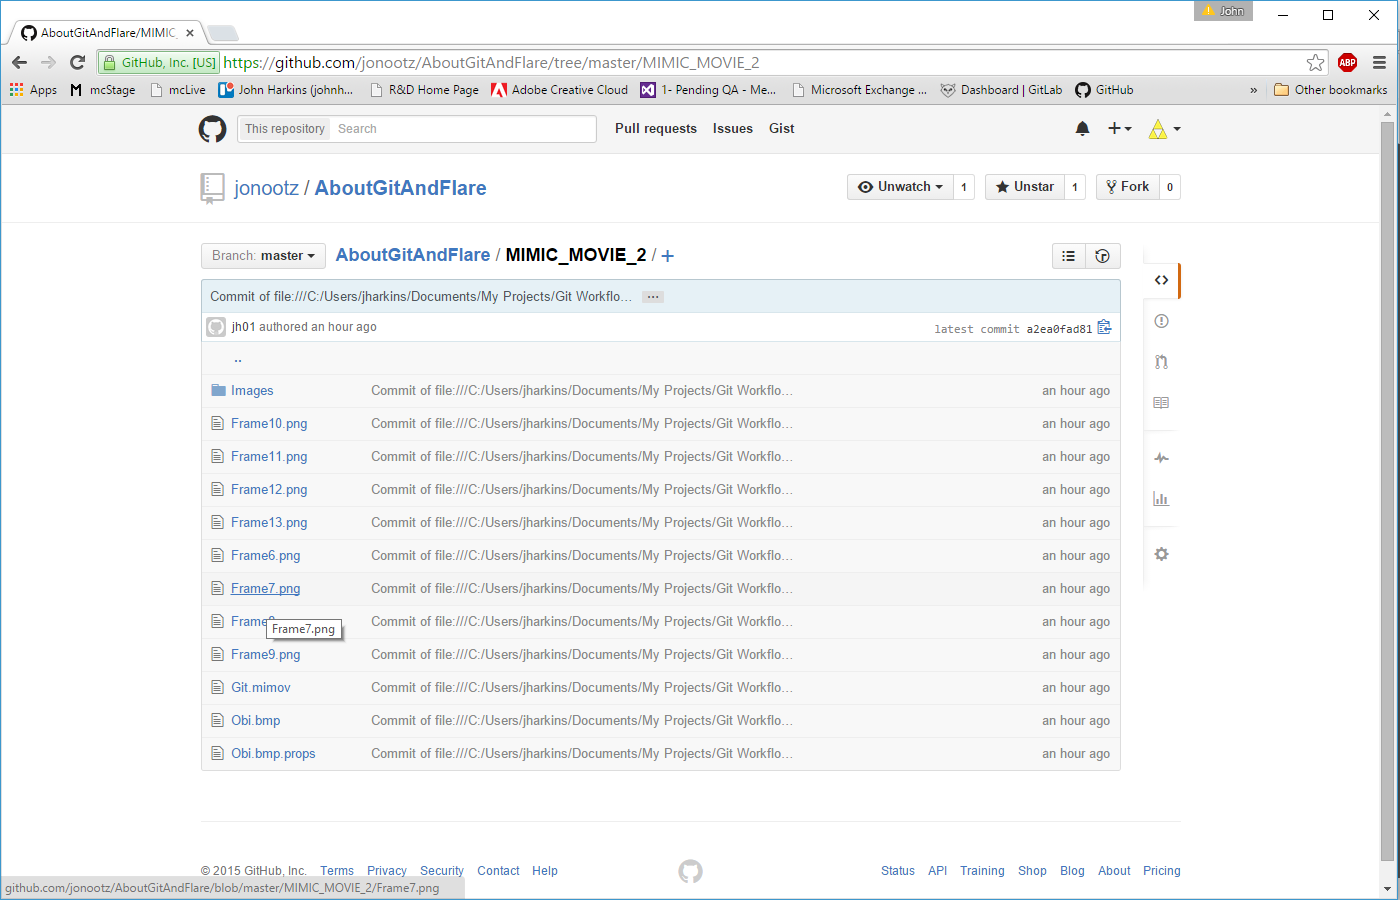 John
AboutGitAndFlare/MIMIC_
GitHub, Inc. [US] https://github.com/jonootz/AboutGitAndFlare/tree/master/MIMIC_MOVIE_2
ABP
Apps mcStage mcLive John Harkins (johnh... R&D Home Page Adobe Creative Cloud 1- Pending QA - Me... Microsoft Exchange ... Dashboard | GitLab GitHub » Other bookmarks
This repository Search Pull requests Issues Gist
jonootz / AboutGitAndFlare Unwatch 1 Unstar 1 Fork 0
Branch: master AboutGitAndFlare / MIMIC_MOVIE_2 / +
Commit of file:///C:/Users/jharkins/Documents/My Projects/Git Workflo… …
jh01 authored an hour ago latest commit a2ea0fad81
..
Images Commit of file:///C:/Users/jharkins/Documents/My Projects/Git Workflo… an hour ago
Frame10.png Commit of file:///C:/Users/jharkins/Documents/My Projects/Git Workflo… an hour ago
Frame11.png Commit of file:///C:/Users/jharkins/Documents/My Projects/Git Workflo… an hour ago
Frame12.png Commit of file:///C:/Users/jharkins/Documents/My Projects/Git Workflo… an hour ago
Frame13.png Commit of file:///C:/Users/jharkins/Documents/My Projects/Git Workflo… an hour ago
Frame6.png Commit of file:///C:/Users/jharkins/Documents/My Projects/Git Workflo… an hour ago
Frame7.png Commit of file:///C:/Users/jharkins/Documents/My Projects/Git Workflo… an hour ago
Commit of file:///C:/Users/jharkins/Documents/My Projects/Git Workflo… an hour ago
Frame7.png
Frame9.png Commit of file:///C:/Users/jharkins/Documents/My Projects/Git Workflo… an hour ago
Git.mimov Commit of file:///C:/Users/jharkins/Documents/My Projects/Git Workflo… an hour ago
Obi.bmp Commit of file:///C:/Users/jharkins/Documents/My Projects/Git Workflo… an hour ago
Obi.bmp.props Commit of file:///C:/Users/jharkins/Documents/My Projects/Git Workflo… an hour ago
© 2015 GitHub, Inc. Terms Privacy Security Contact Help Status API Training Shop Blog About Pricing
github.com/jonootz/AboutGitAndFlare/blob/master/MIMIC_MOVIE_2/Frame7.png